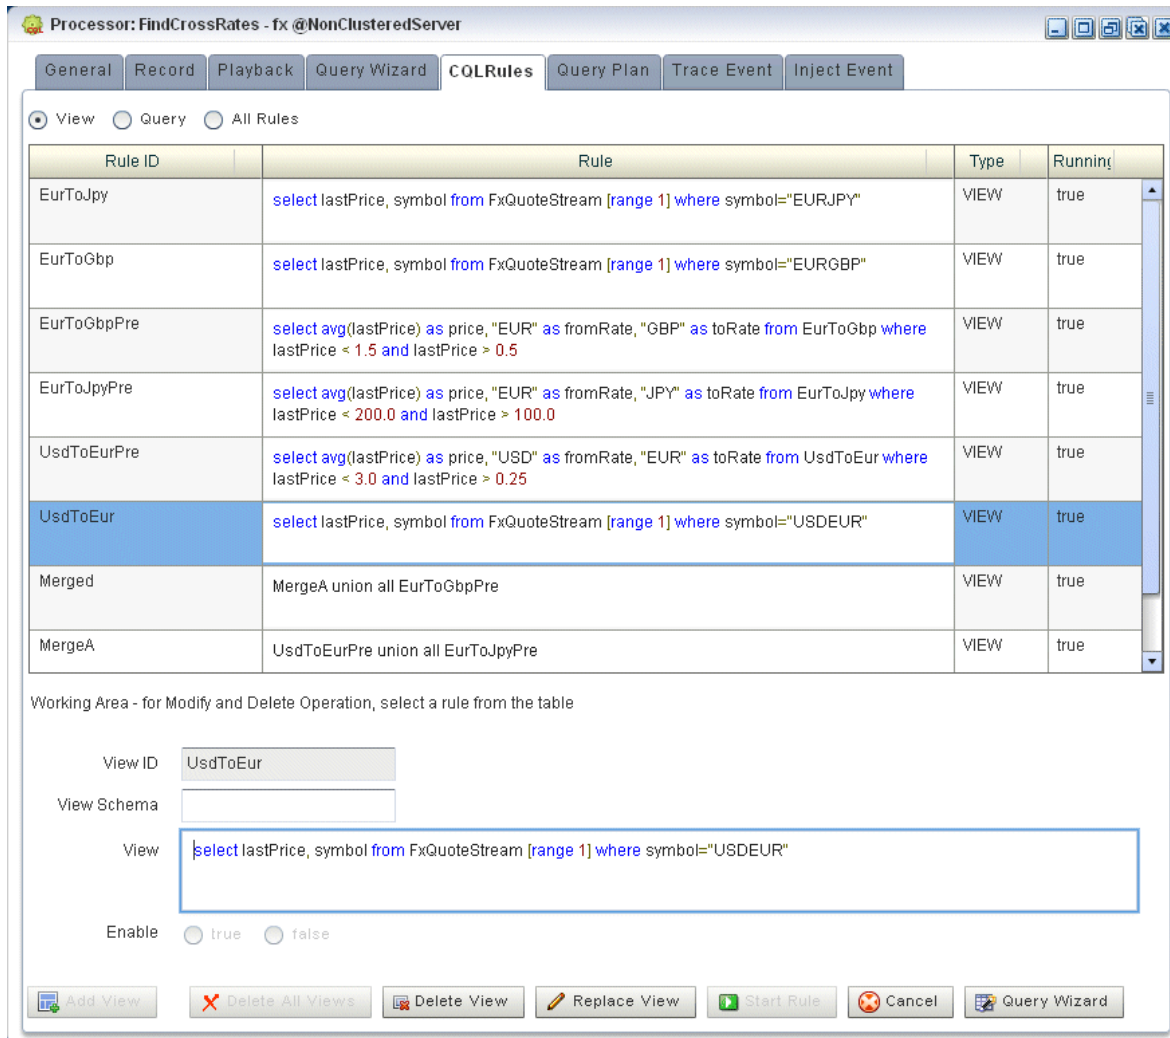 Processor: FindCrossRates - fx @NonClusteredServer
General Record Playback Query Wizard CQLRules Query Plan Trace Event Inject Event
View Query All Rules
Rule ID Rule Type Running
EurToJpy select lastPrice, symbol from FxQuoteStream [range 1] where symbol="EURJPY" VIEW true
EurToGbp select lastPrice, symbol from FxQuoteStream [range 1] where symbol="EURGBP" VIEW true
EurToGbpPre select avg(lastPrice) as price, "EUR" as fromRate, "GBP" as toRate from EurToGbp where VIEW true
lastPrice < 1.5 and lastPrice > 0.5
EurToJpyPre select avg(lastPrice) as price, "EUR" as fromRate, "JPY" as toRate from EurToJpy where VIEW true
lastPrice < 200.0 and lastPrice > 100.0
UsdToEurPre select avg(lastPrice) as price, "USD" as fromRate, "EUR" as toRate from UsdToEur where VIEW true
lastPrice < 3.0 and lastPrice > 0.25
UsdToEur select lastPrice, symbol from FxQuoteStream [range 1] where symbol="USDEUR" VIEW true
Merged MergeA union all EurToGbpPre VIEW true
MergeA UsdToEurPre union all EurToJpyPre VIEW true
Working Area - for Modify and Delete Operation, select a rule from the table
View ID UsdToEur
View Schema
View select lastPrice, symbol from FxQuoteStream [range 1] where symbol="USDEUR"
Enable true false
Add View Delete All Views Delete View Replace View Start Rule Cancel Query Wizard